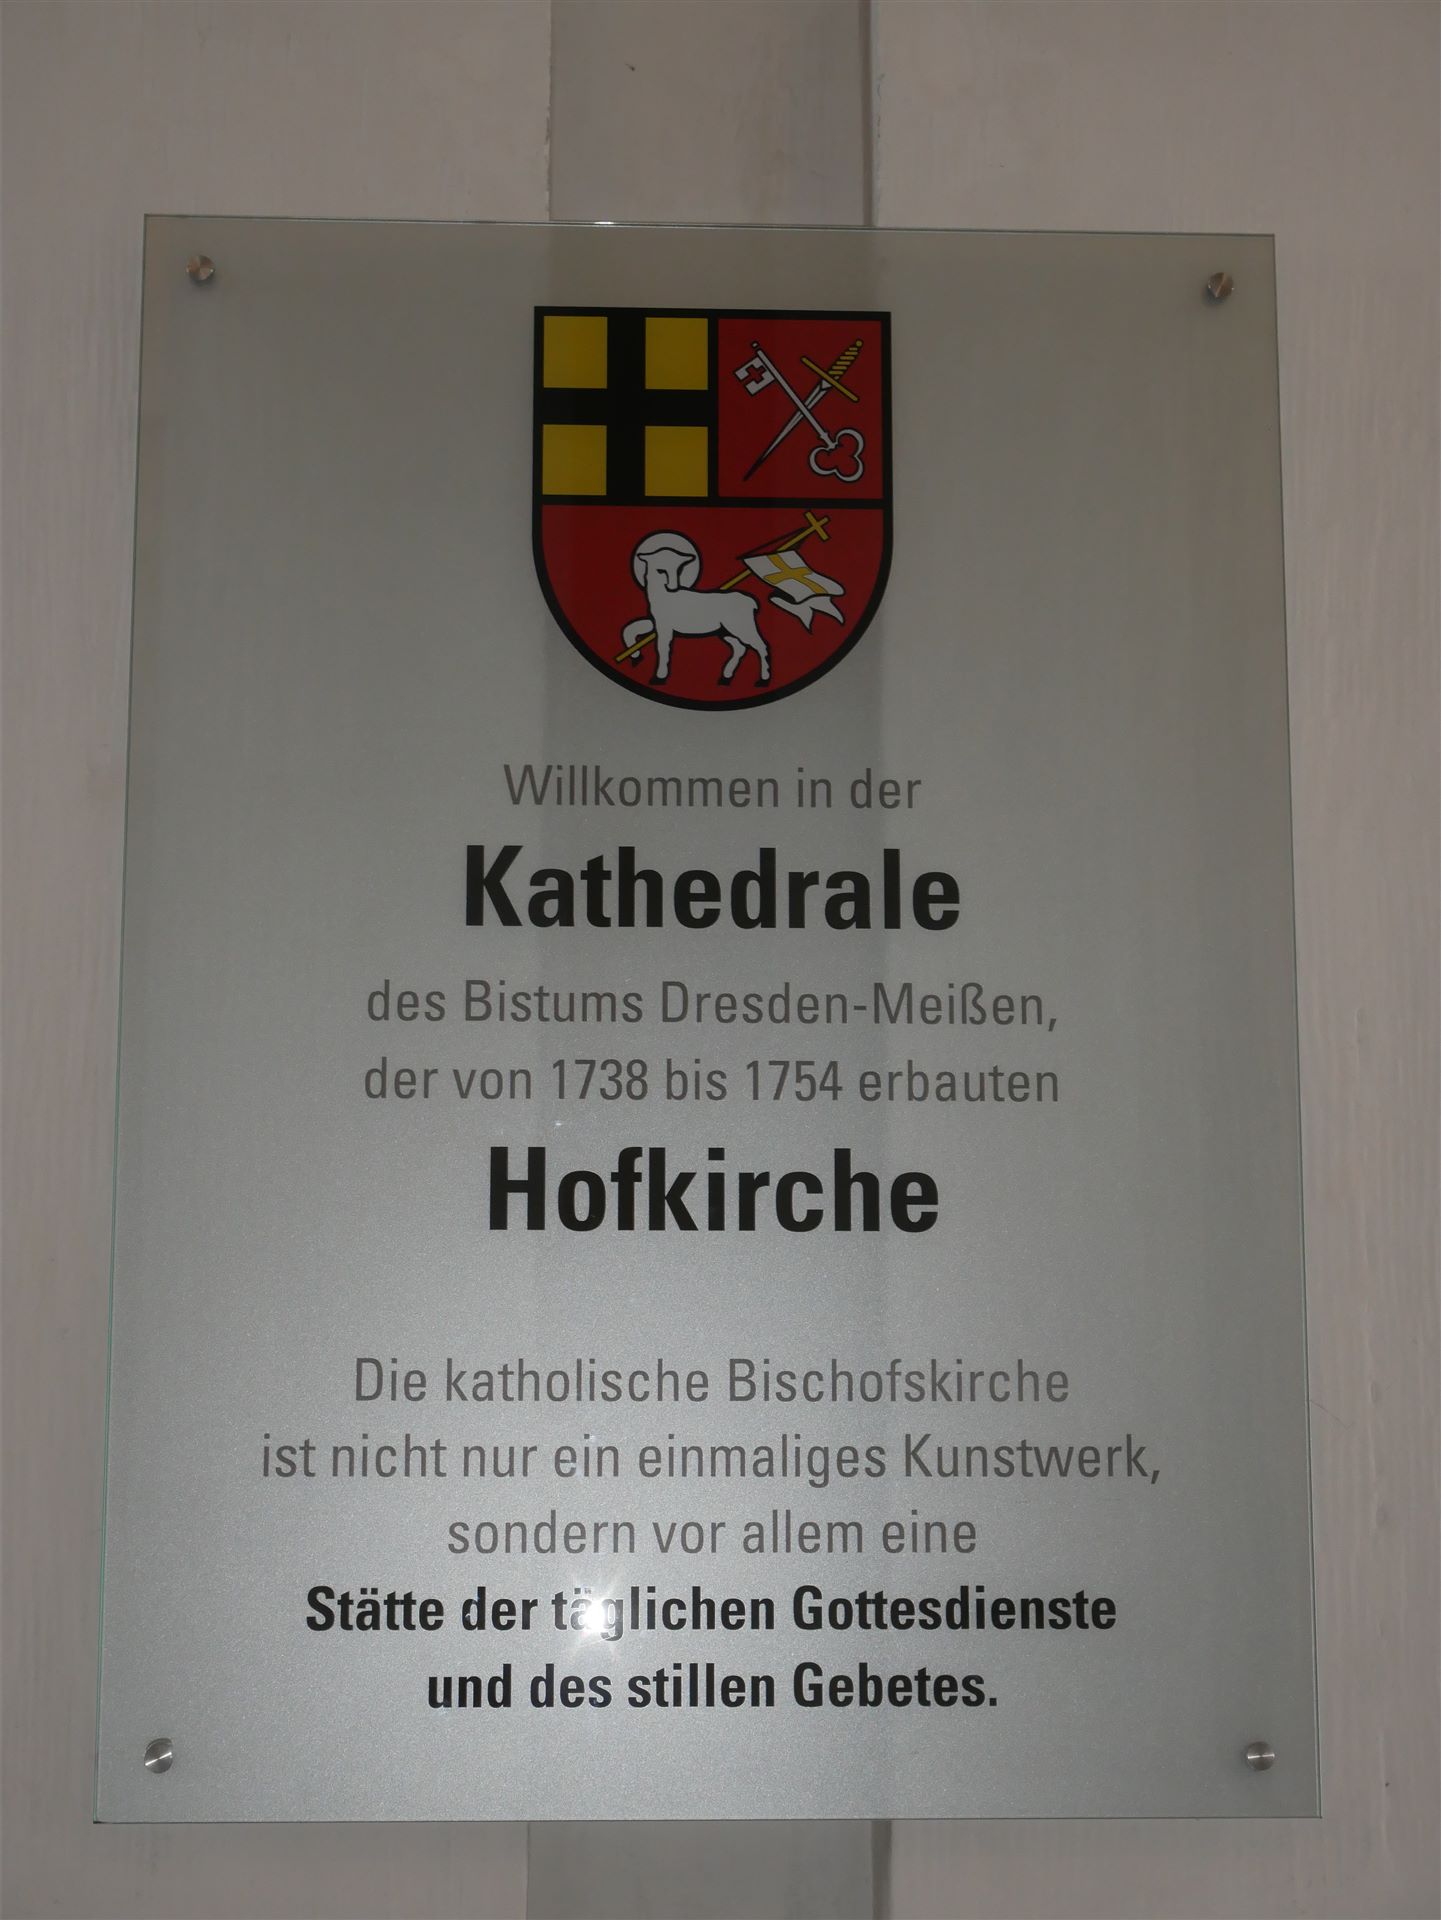 Willkommen in der
Kathedrale
des Bistums Dresden-Meißen,
der von 1738 bis 1754 erbauten
Hofkirche
Die katholische Bischofskirche
ist nicht nur ein einmaliges Kunstwerk,
sondern vor allem eine
Stätte der täglichen Gottesdienste
und des stillen Gebetes.